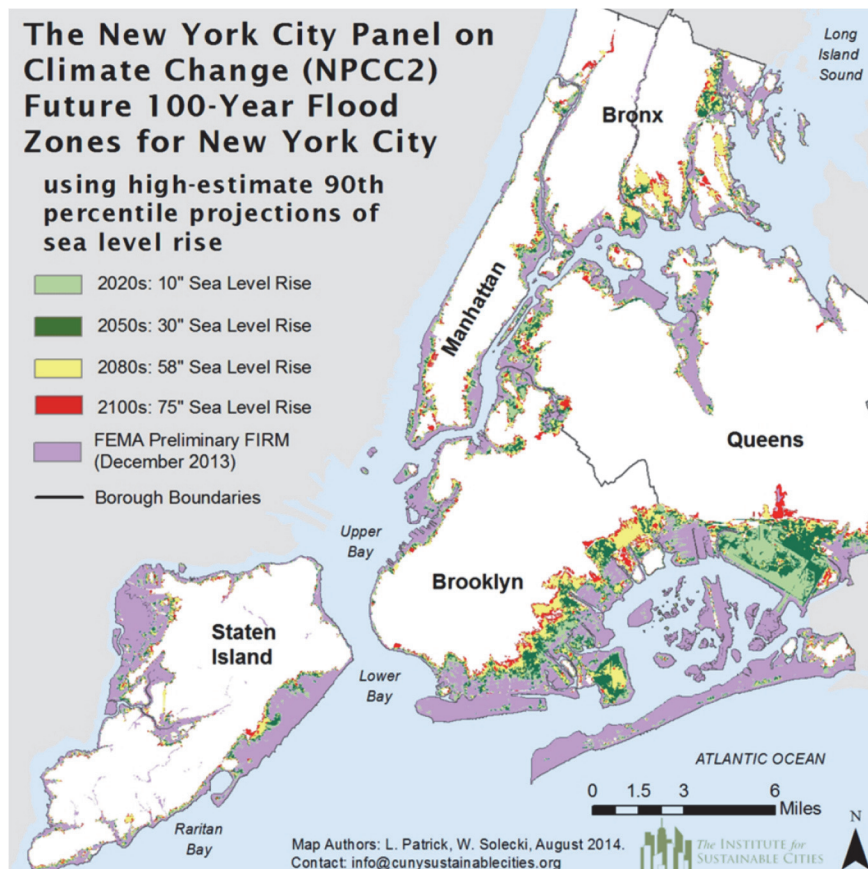 The New York City Panel on
Climate Change (NPCC2)
Future 100-Year Flood
Zones for New York City
using high-estimate 90th
percentile projections of
sea level rise
2020s: 10" Sea Level Rise
2050s: 30" Sea Level Rise
2080s: 58" Sea Level Rise
2100s: 75" Sea Level Rise
FEMA Preliminary FIRM
(December 2013)
Borough Boundaries
Long
Island
Sound
Bronx
Manhattan
Queens
Upper
Bay
Brooklyn
Staten
Island
Lower
Bay
ATLANTIC OCEAN
0 1.5 3 6
Miles
Raritan
Bay
N
Map Authors: L. Patrick, W. Solecki, August 2014.
Contact: info@cunysustainablecities.org
The INSTITUTE for
SUSTAINABLE CITIES